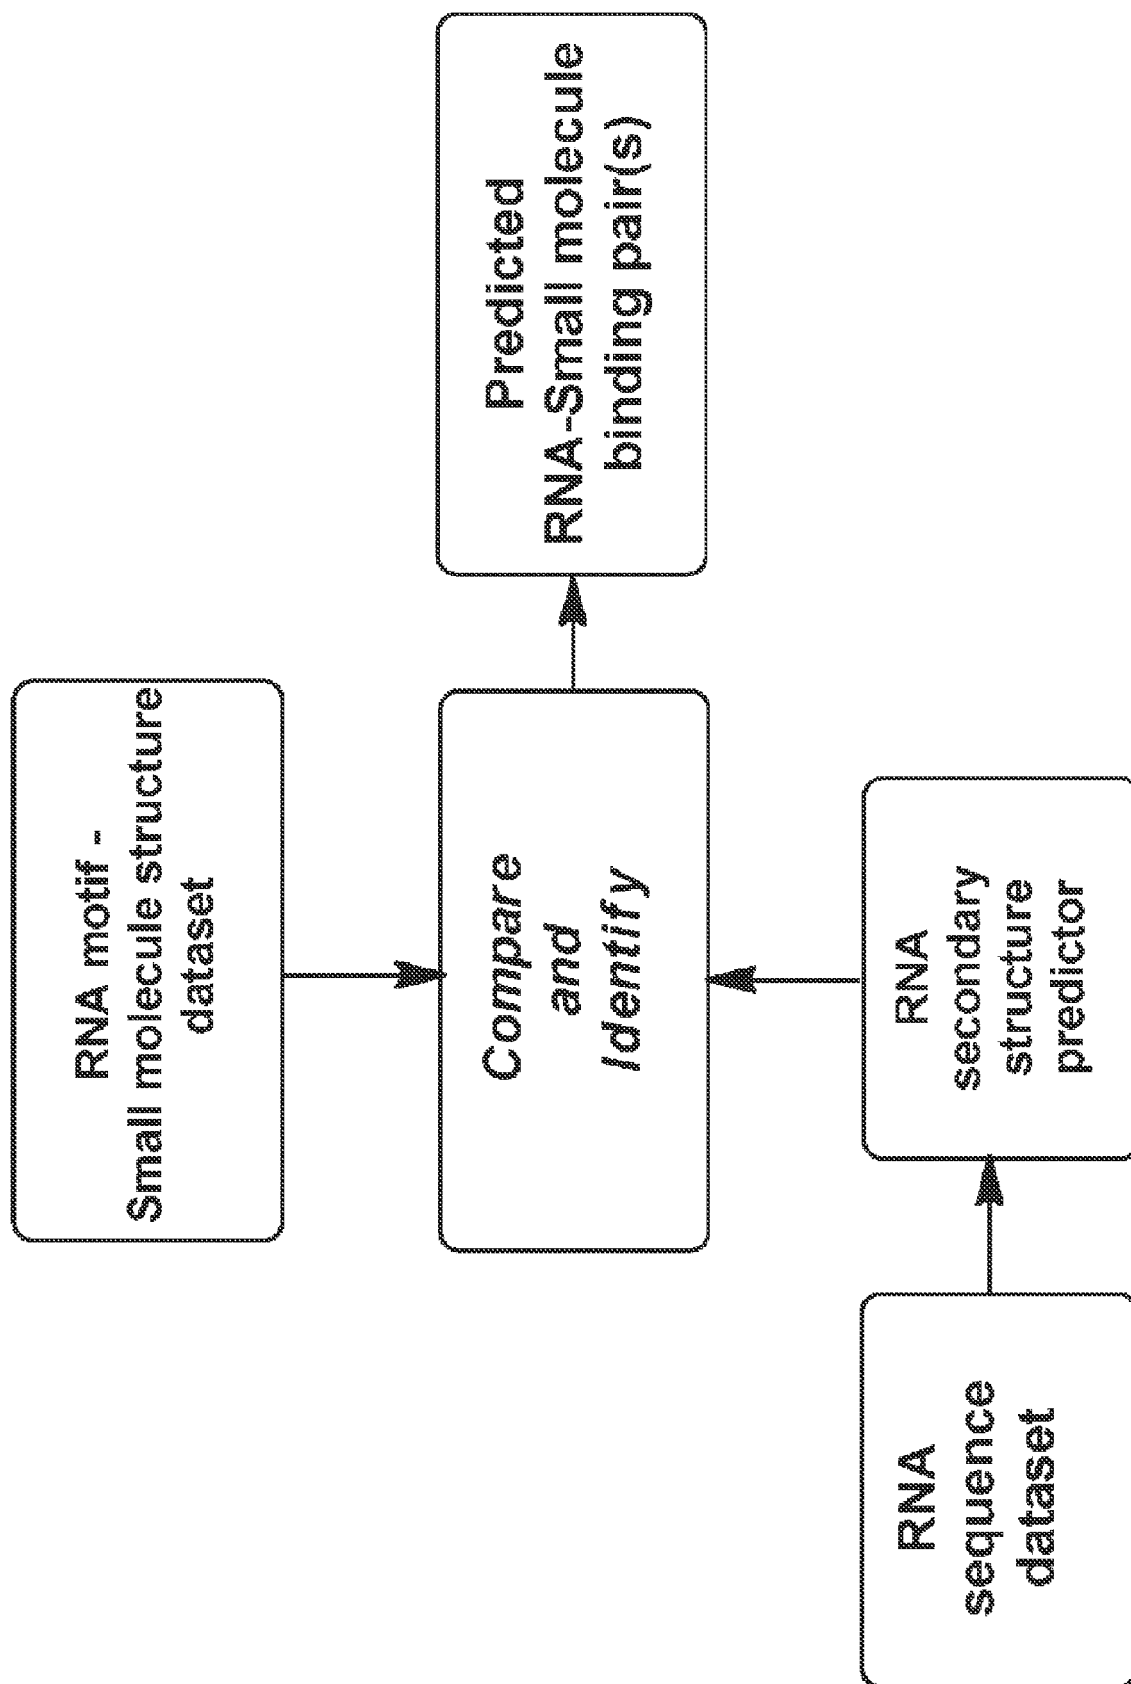 RNA motif -
Small molecule structure
dataset
Compare
and
Identify
Predicted
RNA-Small molecule
binding pair(s)
RNA
sequence
dataset
RNA
secondary
structure
predictor